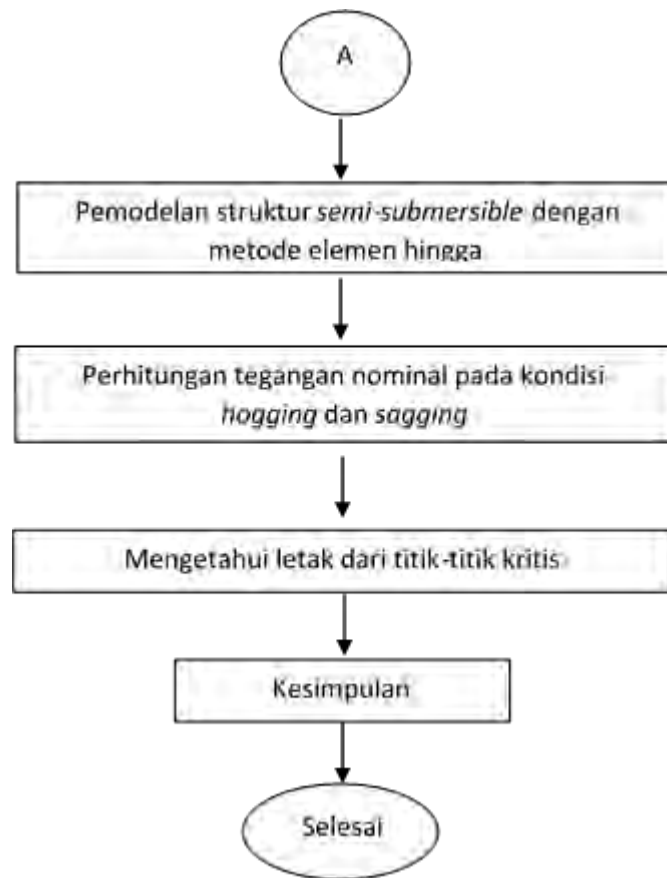 A
Pemodelan struktur semi-submersible dengan
metode elemen hingga
Perhitungan tegangan nominal pada kondisi
hogging dan sagging
Mengetahui letak dari titik-titik kritis
Kesimpulan
Selesai